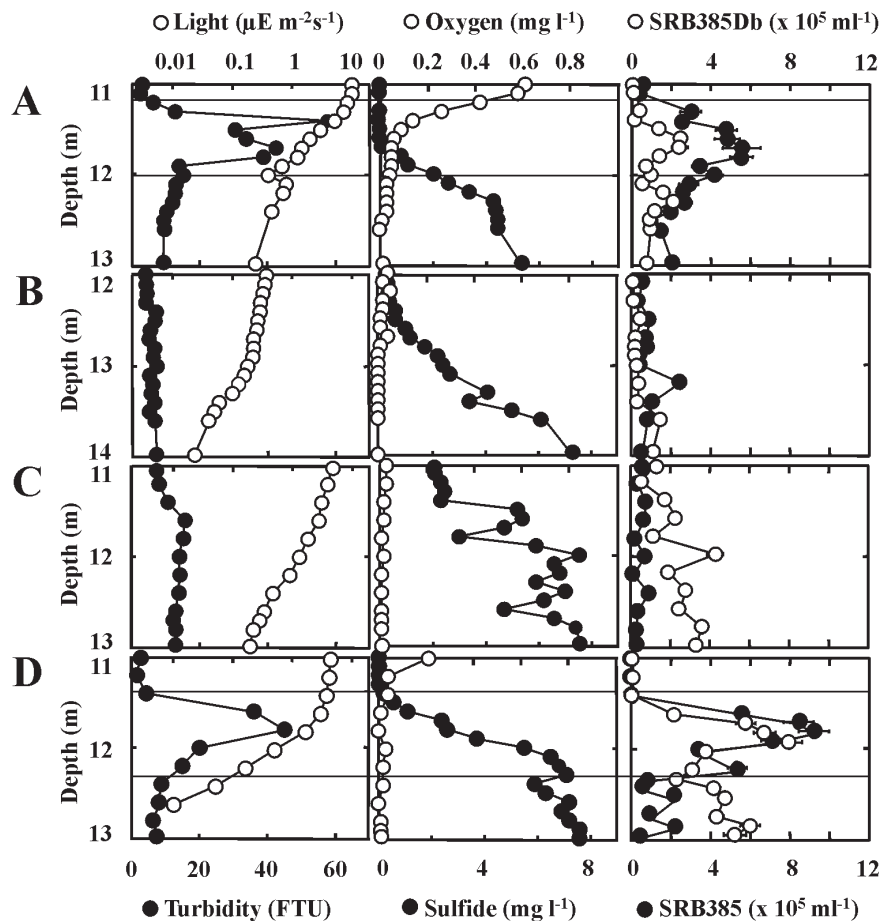 ○ Light (µE m⁻²s⁻¹) ○ Oxygen (mg l⁻¹) ○ SRB385Db (x 10⁵ ml⁻¹)
0.01 0.1 1 10 0 0.2 0.4 0.6 0.8 0 4 8 12
A
Depth (m)
11
12
13
B
Depth (m)
12
13
14
C
Depth (m)
11
12
13
D
Depth (m)
11
12
13
0 20 40 60 0 4 8 0 4 8 12
● Turbidity (FTU) ● Sulfide (mg l⁻¹) ● SRB385 (x 10⁵ ml⁻¹)